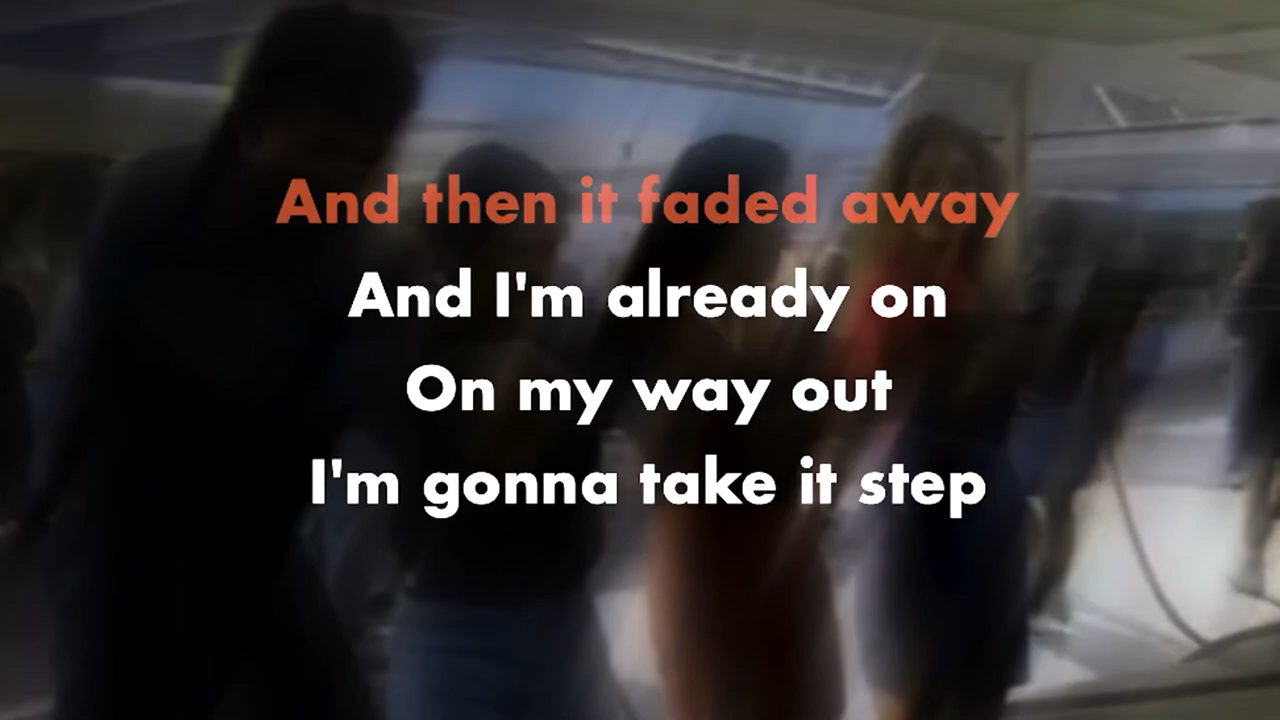 And then it faded away
And I'm already on
On my way out
I'm gonna take it step